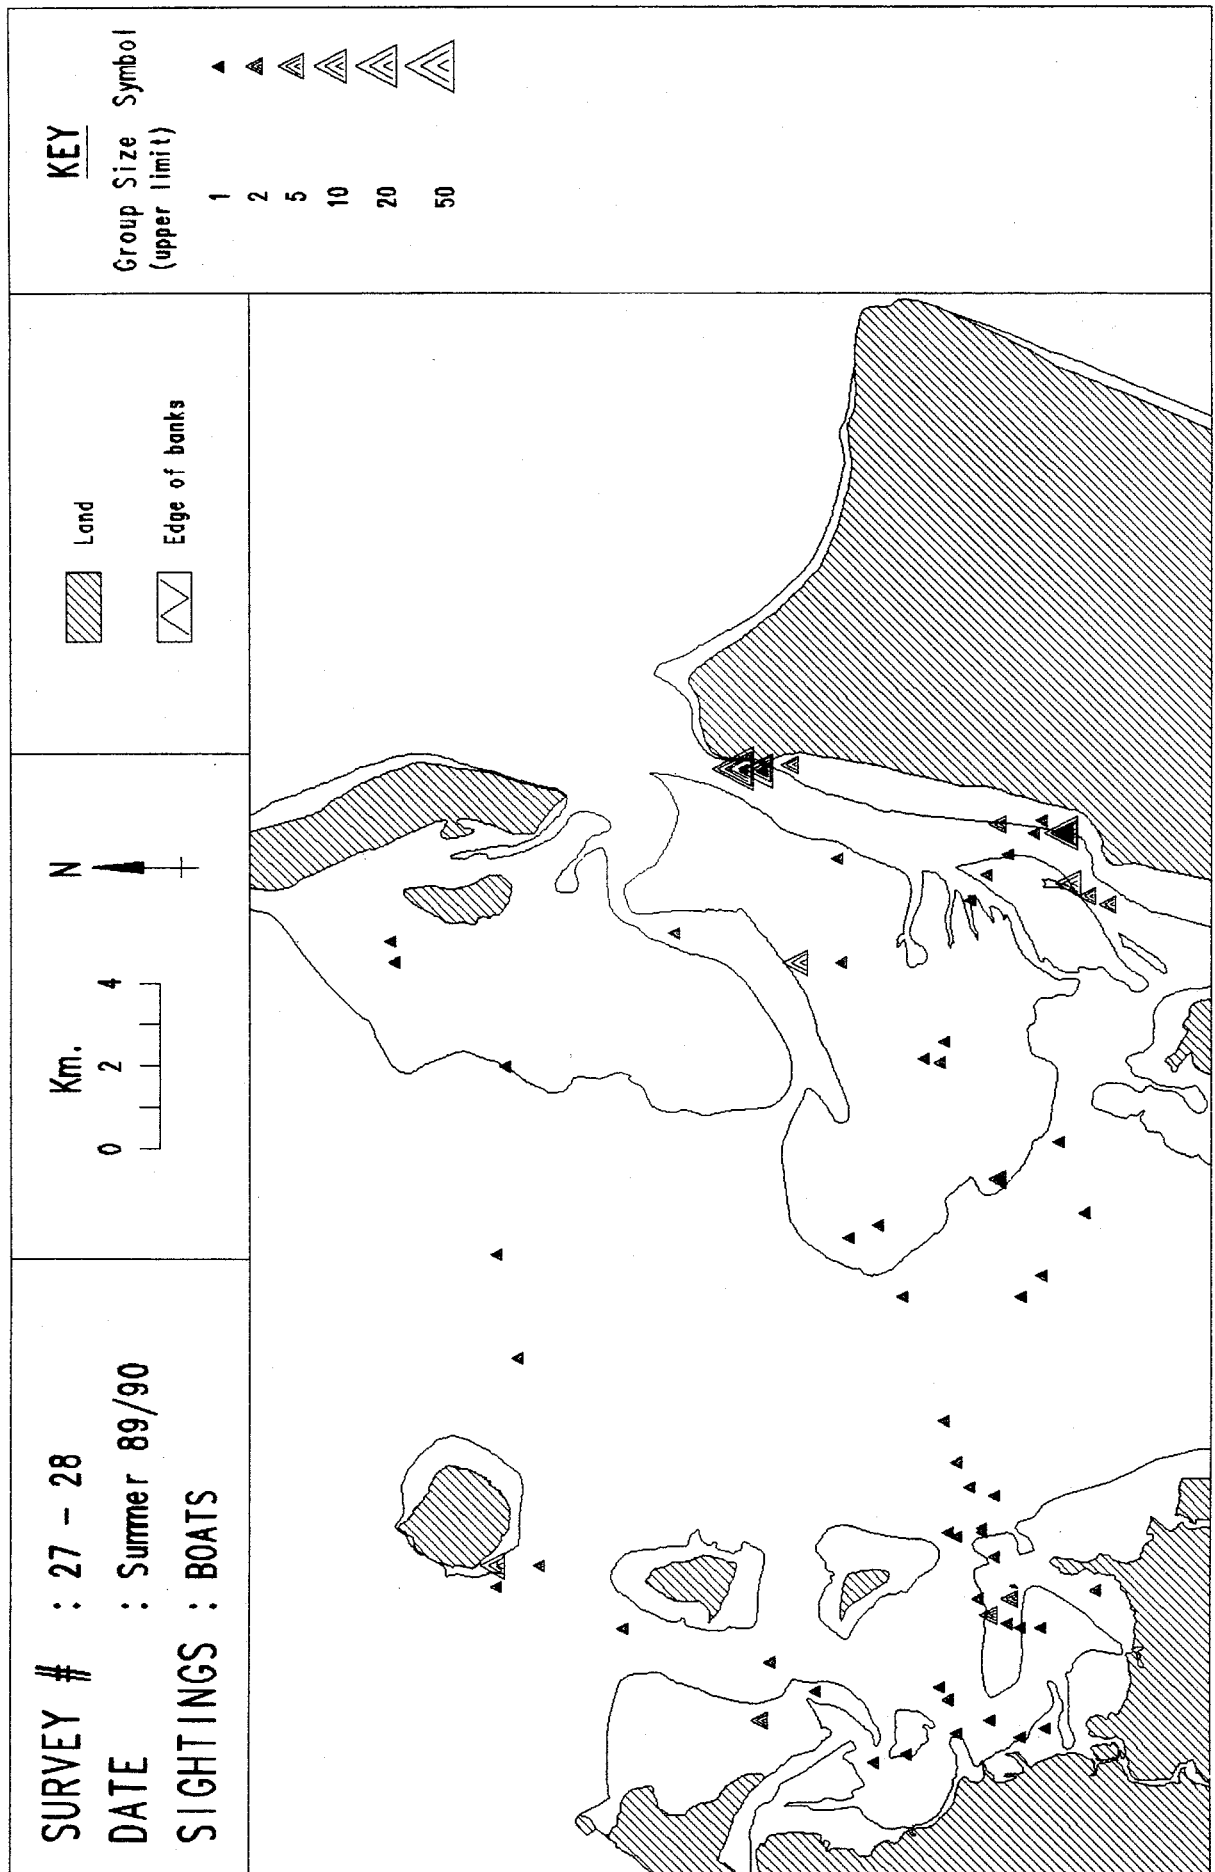 SURVEY # : 27 - 28
DATE : Summer 89/90
SIGHTINGS : BOATS
Km.
0 2 4
N
Land
Edge of banks
KEY
Group Size Symbol
(upper limit)
1
2
5
10
20
50